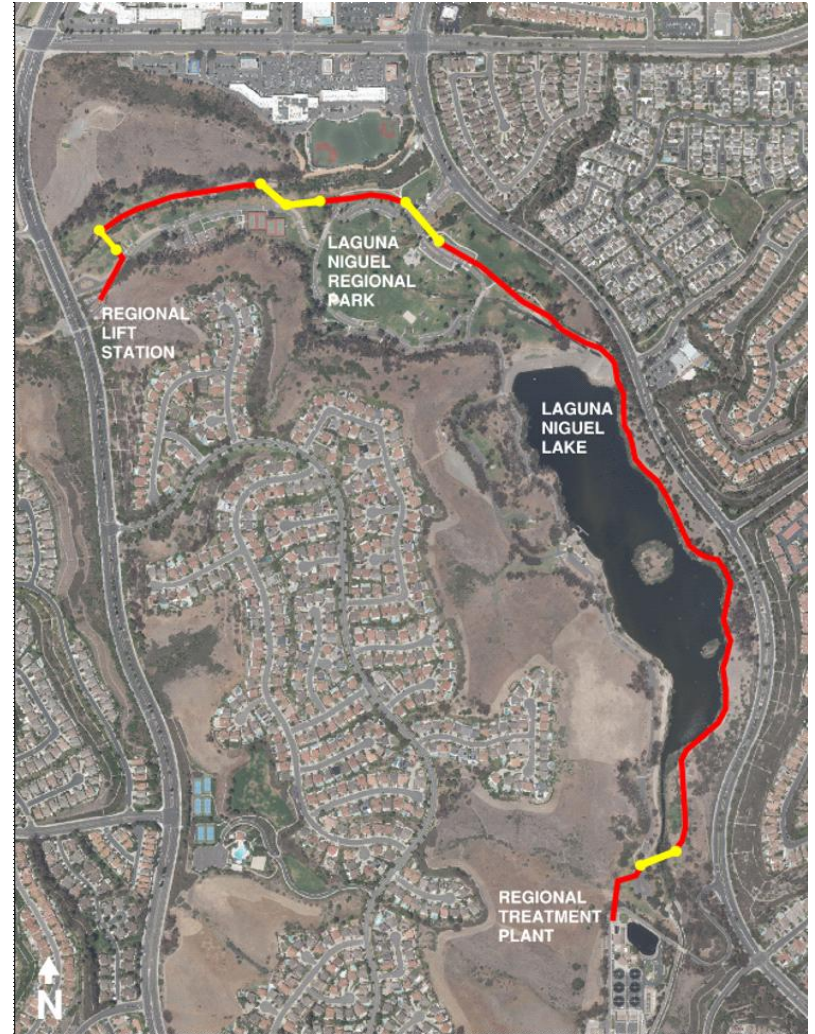 LAGUNA
NIGUEL
REGIONAL
PARK
REGIONAL
LIFT
STATION
LAGUNA
NIGUEL
LAKE
REGIONAL
TREATMENT
PLANT
N